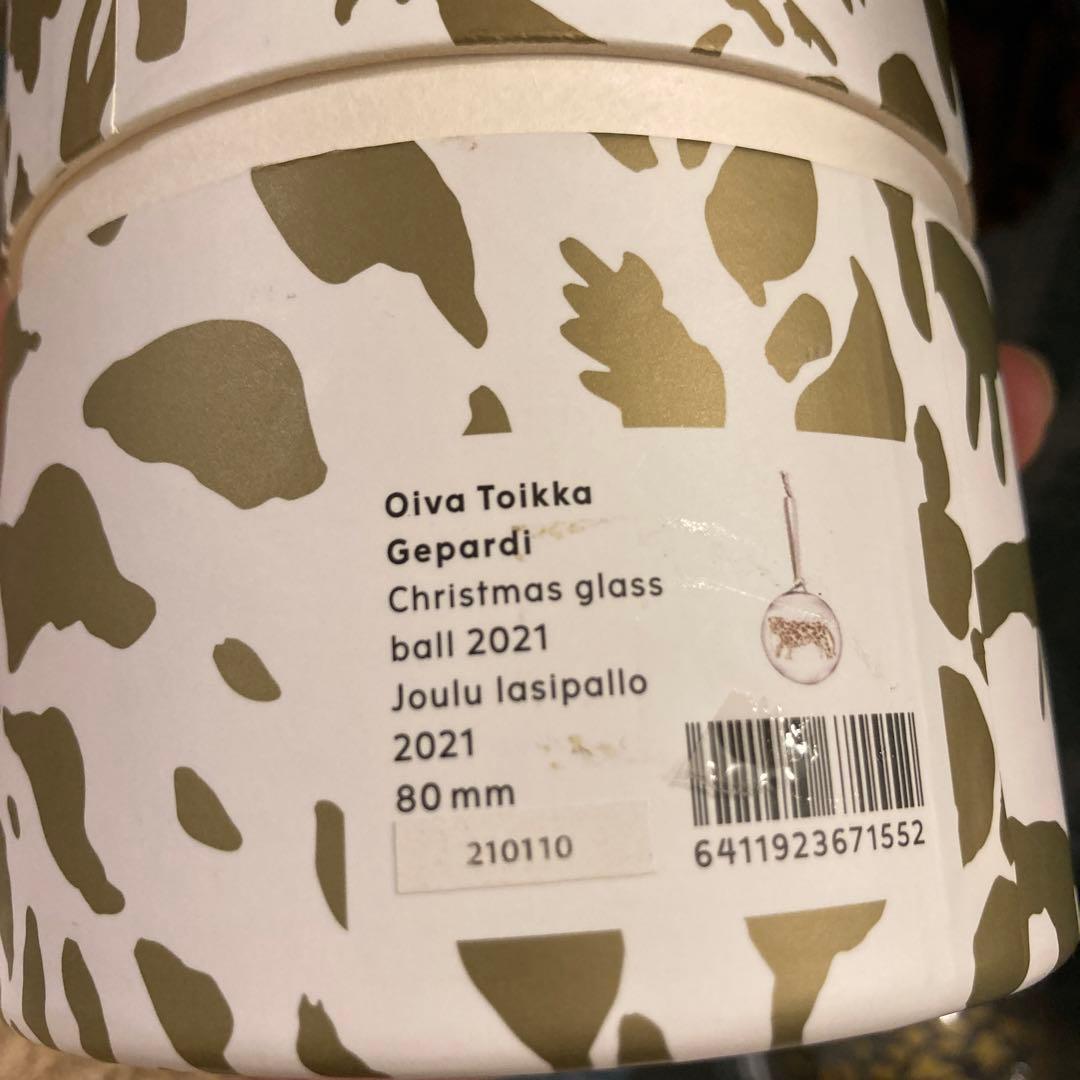 Oiva Toikka
Gepardi
Christmas glass
ball 2021
Joulu lasipallo
2021
80 mm
210110
6411923671552